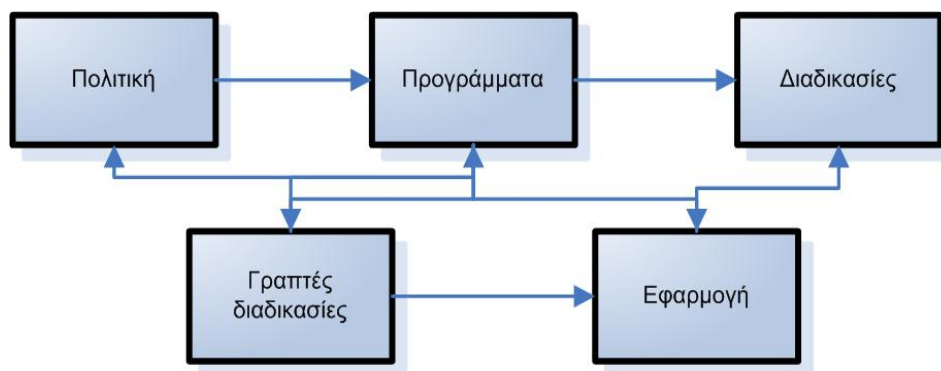 Πολιτική
Προγράμματα
Διαδικασίες
Γραπτές
διαδικασίες
Εφαρμογή